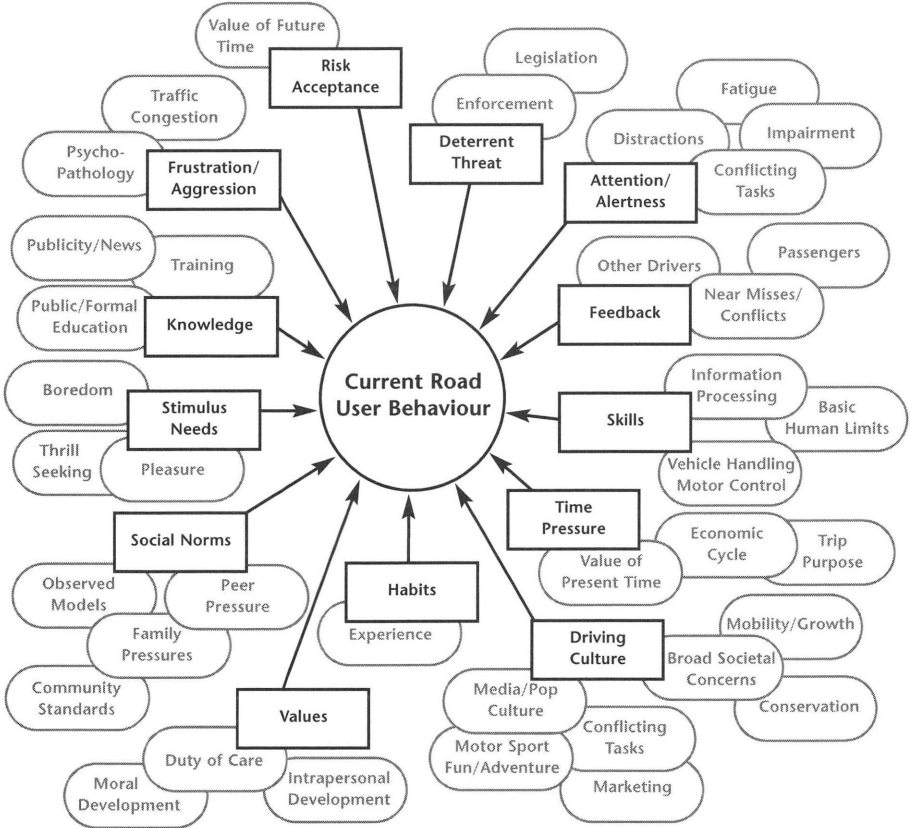 Value of Future
Time
Risk
Acceptance
Legislation
Enforcement
Deterrent
Threat
Fatigue
Impairment
Distractions
Conflicting
Tasks
Attention/
Alertness
Traffic
Congestion
Psycho-
Pathology
Frustration/
Aggression
Publicity/News
Training
Public/Formal
Education
Knowledge
Passengers
Other Drivers
Near Misses/
Conflicts
Feedback
Current Road
User Behaviour
Boredom
Stimulus
Needs
Thrill
Seeking
Pleasure
Information
Processing
Basic
Human Limits
Skills
Vehicle Handling
Motor Control
Time
Pressure
Economic
Cycle
Trip
Purpose
Value of
Present Time
Social Norms
Observed
Models
Peer
Pressure
Family
Pressures
Community
Standards
Habits
Experience
Driving
Culture
Mobility/Growth
Broad Societal
Concerns
Conservation
Media/Pop
Culture
Conflicting
Tasks
Motor Sport
Fun/Adventure
Marketing
Values
Duty of Care
Moral
Development
Intrapersonal
Development